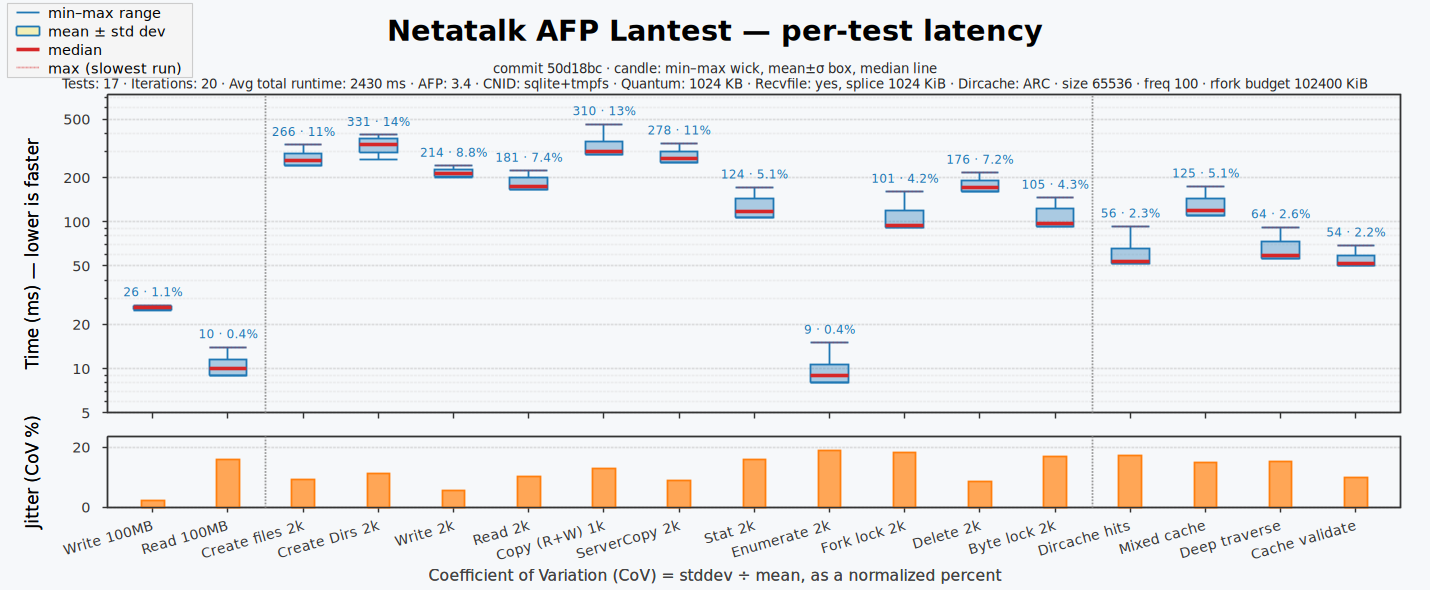 min–max range
mean ± std dev
median
max (slowest run)
Netatalk AFP Lantest — per-test latency
commit 50d18bc · candle: min–max wick, mean±σ box, median line
Tests: 17 · Iterations: 20 · Avg total runtime: 2430 ms · AFP: 3.4 · CNID: sqlite+tmpfs · Quantum: 1024 KB · Recvfile: yes, splice 1024 KiB · Dircache: ARC · size 65536 · freq 100 · rfork budget 102400 KiB
Time (ms) — lower is faster
500
200
100
50
20
10
5
26 · 1.1%
10 · 0.4%
266 · 11%
331 · 14%
214 · 8.8%
181 · 7.4%
310 · 13%
278 · 11%
124 · 5.1%
9 · 0.4%
101 · 4.2%
176 · 7.2%
105 · 4.3%
56 · 2.3%
125 · 5.1%
64 · 2.6%
54 · 2.2%
Jitter (CoV %)
20
0
Write 100MB
Read 100MB
Create files 2k
Create Dirs 2k
Write 2k
Read 2k
Copy (R+W) 1k
ServerCopy 2k
Stat 2k
Enumerate 2k
Fork lock 2k
Delete 2k
Byte lock 2k
Dircache hits
Mixed cache
Deep traverse
Cache validate
Coefficient of Variation (CoV) = stddev ÷ mean, as a normalized percent